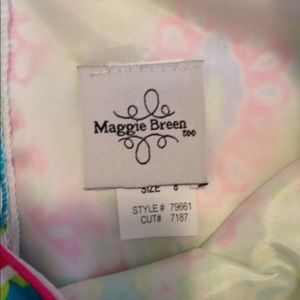 Maggie Breen
too
SIZE 6
STYLE# 79661
CUT# 7187